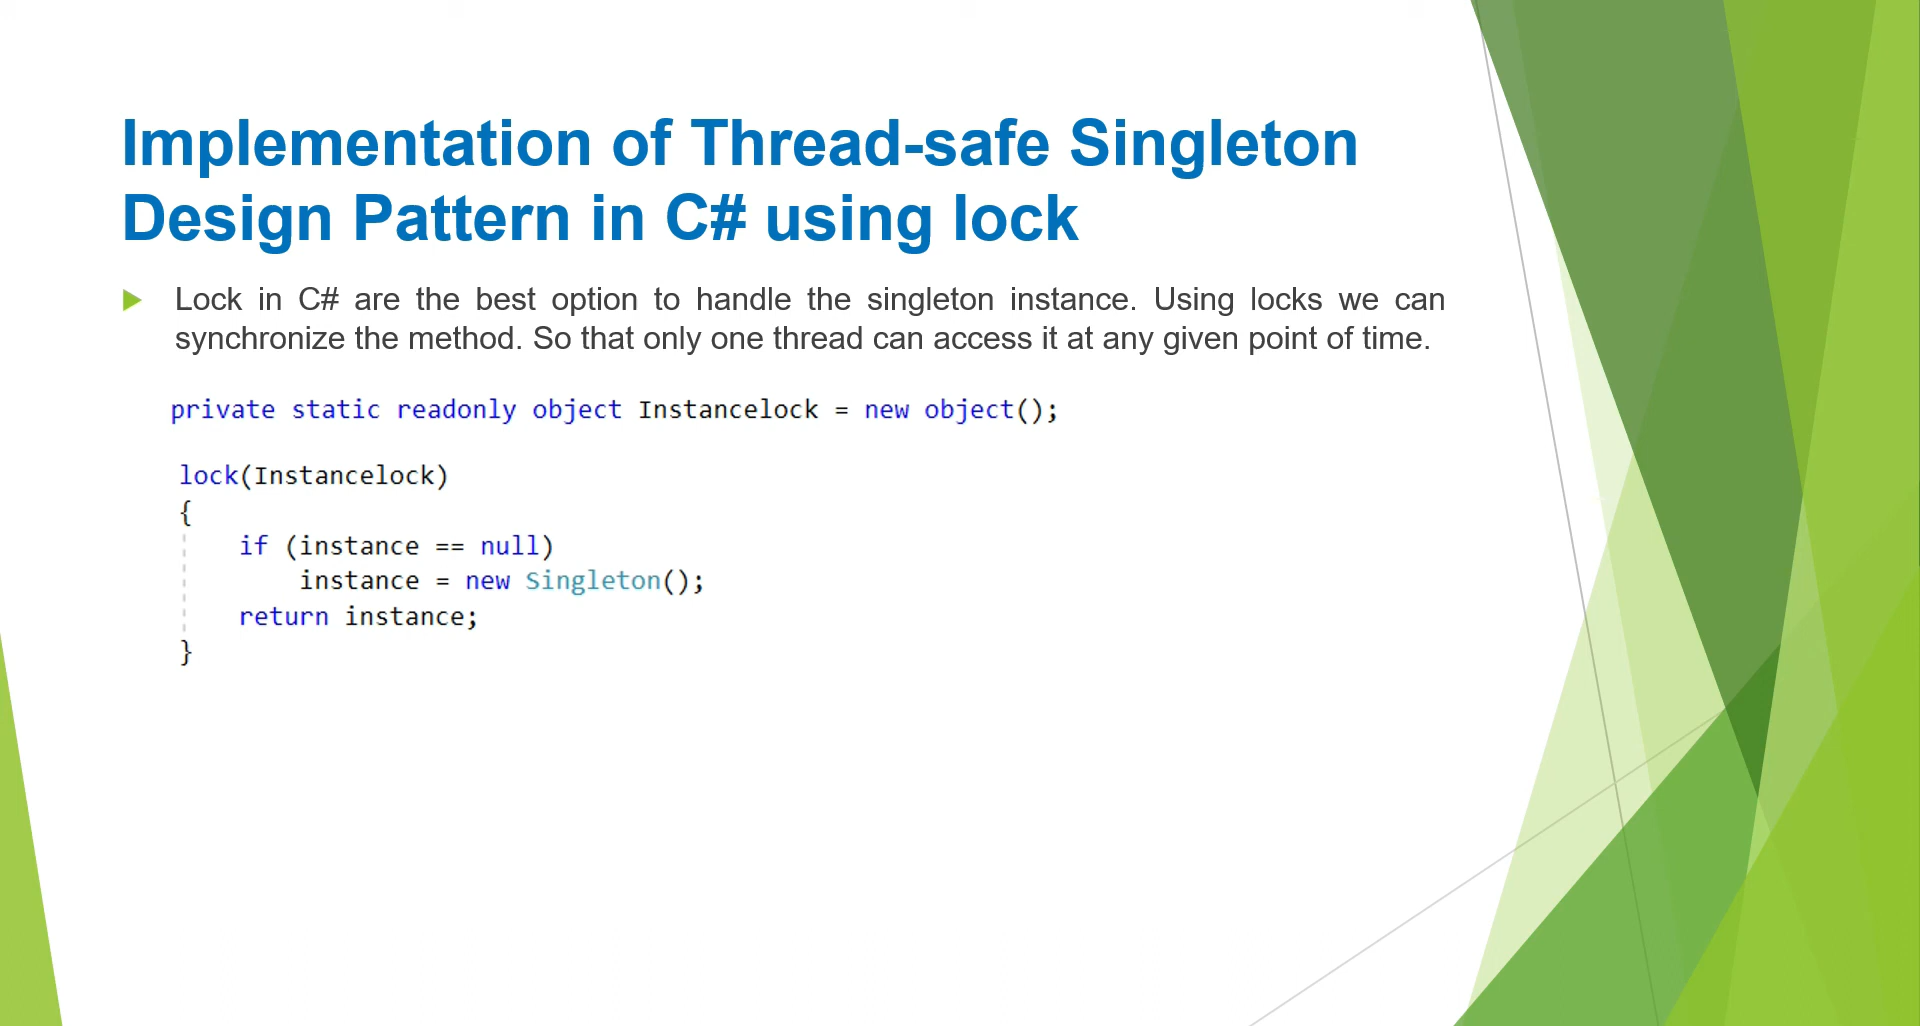 Implementation of Thread-safe Singleton
Design Pattern in C# using lock
Lock in C# are the best option to handle the singleton instance. Using locks we can
synchronize the method. So that only one thread can access it at any given point of time.
private static readonly object Instancelock = new object();
lock(Instancelock)
{
if (instance == null)
instance = new Singleton();
return instance;
}